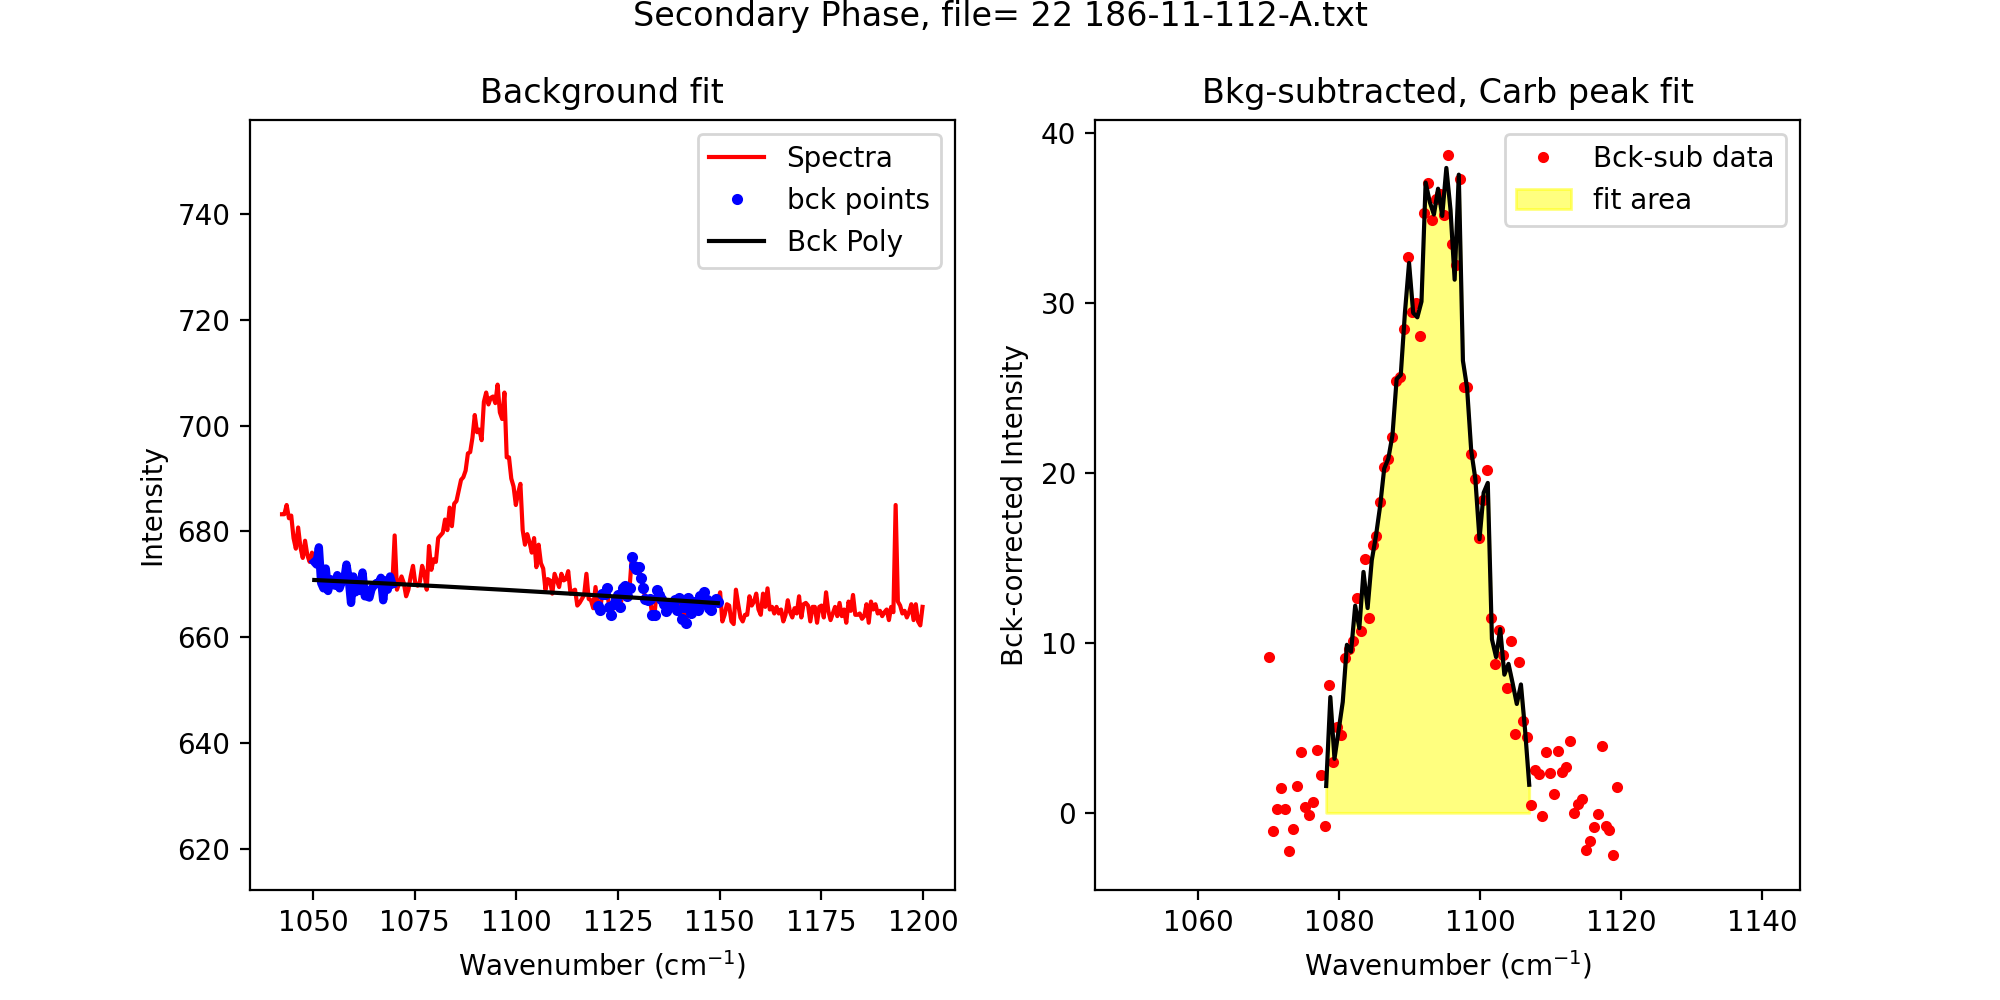 Secondary Phase, file= 22 186-11-112-A.txt
Background fit
Spectra
bck points
Bck Poly
Intensity
740
720
700
680
660
640
620
1050 1075 1100 1125 1150 1175 1200
Wavenumber (cm⁻¹)
Bkg-subtracted, Carb peak fit
Bck-sub data
fit area
Bck-corrected Intensity
40
30
20
10
0
1060 1080 1100 1120 1140
Wavenumber (cm⁻¹)